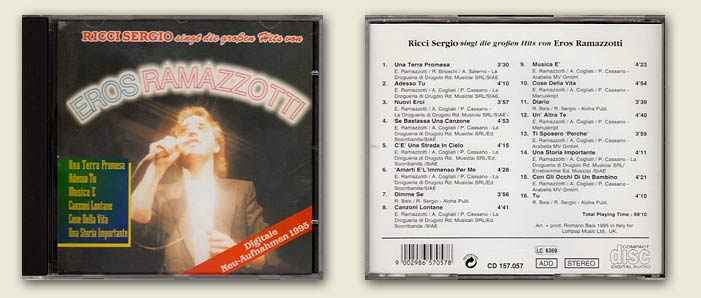 RICCI SERGIO singt die großen Hits von
EROS RAMAZZOTTI
Una Terra Promesa
Adesso Tu
Musica E
Canzoni Lontane
Cose Della Vita
Una Storia Importante
Digitale
Neu-Aufnahmen 1995
Ricci Sergio singt die großen Hits von Eros Ramazzotti
1. Una Terra Promesa 3'30
E. Ramazzotti / R. Brioschi / A. Salerno - La
Drogueria di Drugolo Rd. Musiclsi SRL/SIAE
2. Adesso Tu 4'10
E. Ramazzotti / A. Cogliati / P. Cassano - La
Drogueria di Drugolo Rd. Musiclsi SRL/SIAE
3. Nuovi Eroi 3'57
E. Ramazzotti / A. Cogliati / P. Cassano -
La Drogueria di Drugolo Rd. Musiclsi SRL/SIAE
4. Se Bastassa Una Canzone 4'53
E. Ramazzotti / A. Cogliati / P. Cassano - La
Drogueria di Drugolo Rd. Musiclsi SRL/Ed.
Scorribanda/SIAE
5. C'E' Una Strada In Cielo 4'15
E. Ramazzotti / A. Cogliati / P. Cassano - La
Drogueria di Drugolo Rd. Musiclsi SRL/SIAE
6. 'Amarti E'L'Immenso Per Me 4'28
E. Ramazzotti / A. Cogliati / P. Cassano - La
Drogueria di Drugolo Rd. Musiclsi SRL/Ed.
Scorribanda /SIAE
7. Dimme Se 3'56
R. Bais / R. Sergio - Aloha Publ.
8. Canzoni Lontane 4'41
E. Ramazzotti / A. Cogliati / P. Cassano - La
Drogueria di Drugolo Rd. Musicali SRL/Ed.
Scorribanda /SIAE
9. Musica E' 4'23
E. Ramazzotti / A. Cogliati / P. Cassano -
Arabella MV GmbH.
10. Cose Della Vita 4'54
E. Ramazzotti / A. Cogliati / P. Cassano -
Manuskript
11. Diario 3'39
R. Bais / R. Sergio - Aloha Publ.
12. Un' Altra Te 4'40
E. Ramazzotti / A. Cogliati / P. Cassano -
Manuskript
13. Ti Sposero 'Perche' 3'59
E. Ramazzotti / A. Cogliati / P. Cassano -
Arabella MV GmbH.
14. Una Storia Importante 4'11
E. Ramazzotti / A. Cogliati / P. Cassano - La
Drogueria di Drugolo Rd. Musiclsi SRL/
Ed. Musiclsi /SIAE
15. Con Gli Occhi Di Un Bambino 4'21
E. Ramazzotti / A. Cogliati / P. Cassano -
Arabella MV GmbH.
16. Tu 4'10
R. Bais / R. Sergio - Aloha Publ.
Total Playing Time : 69'10
Arr. + prod. Romano Bais 1995 in Italy for
Lollipop Music Ltd., UK.
9 002986 570578
CD 157.057
LC 8369
ADD
STEREO
COMPACT
disc
DIGITAL AUDIO